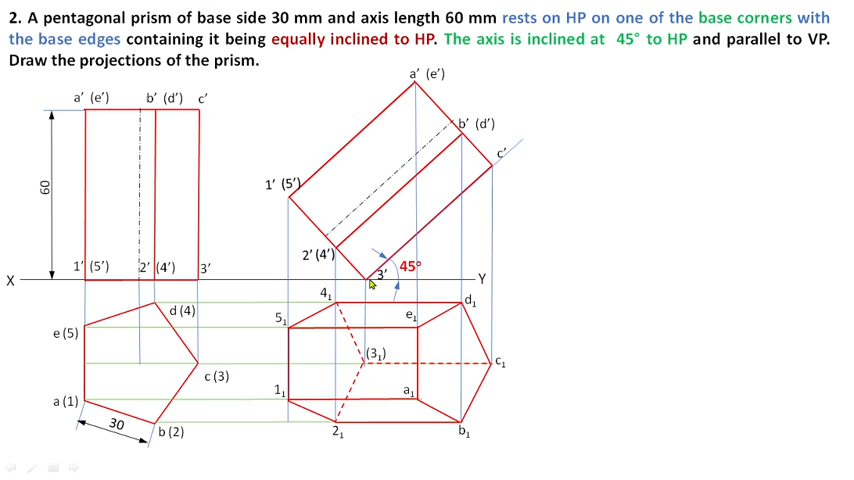 2. A pentagonal prism of base side 30 mm and axis length 60 mm rests on HP on one of the base corners with
the base edges containing it being equally inclined to HP. The axis is inclined at 45° to HP and parallel to VP.
Draw the projections of the prism.
a′ (e′)
a′ (e′) b′ (d′) c′
b′ (d′)
c′
60
1′ (5′)
2′ (4′)
1′ (5′) 2′ (4′) 3′
45°
3′
X
Y
4₁
d₁
d (4)
5₁
e₁
e (5)
(3₁)
c₁
c (3)
1₁
a₁
a (1)
30
b (2)
2₁
b₁